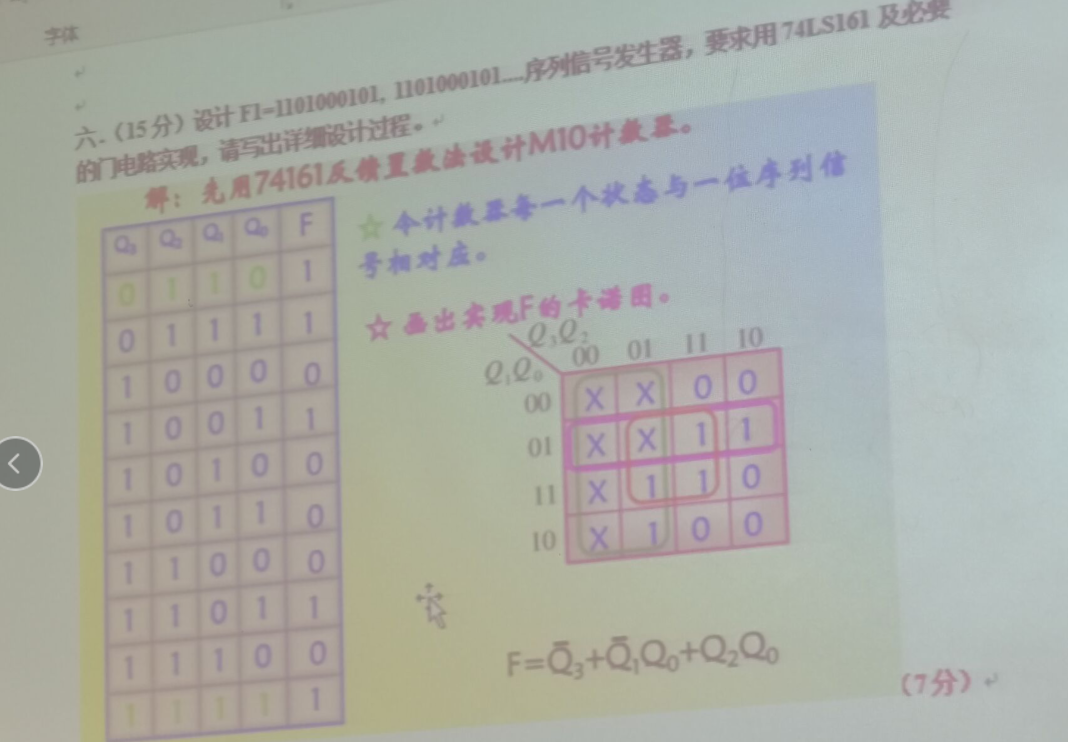 字体
六.（15分）设计 F1=1101000101, 1101000101....序列信号发生器，要求用 74LS161 及必要
的门电路实现，请写出详细设计过程。
解：先用74161反馈置数法设计M10计数器。
☆ 令计数器每一个状态与一位序列信
号相对应。
☆ 画出实现F的卡诺图。
Q₃ Q₂ Q₁ Q₀ F
0 1 1 0 1
0 1 1 1 1
1 0 0 0 0
1 0 0 1 1
1 0 1 0 0
1 0 1 1 0
1 1 0 0 0
1 1 0 1 1
1 1 1 0 0
1 1 1 1 1
Q₃Q₂
Q₁Q₀ 00 01 11 10
00 X X 0 0
01 X X 1 1
11 X 1 1 0
10 X 1 0 0
F=Q̄₃+Q̄₁Q₀+Q₂Q₀
（7分）